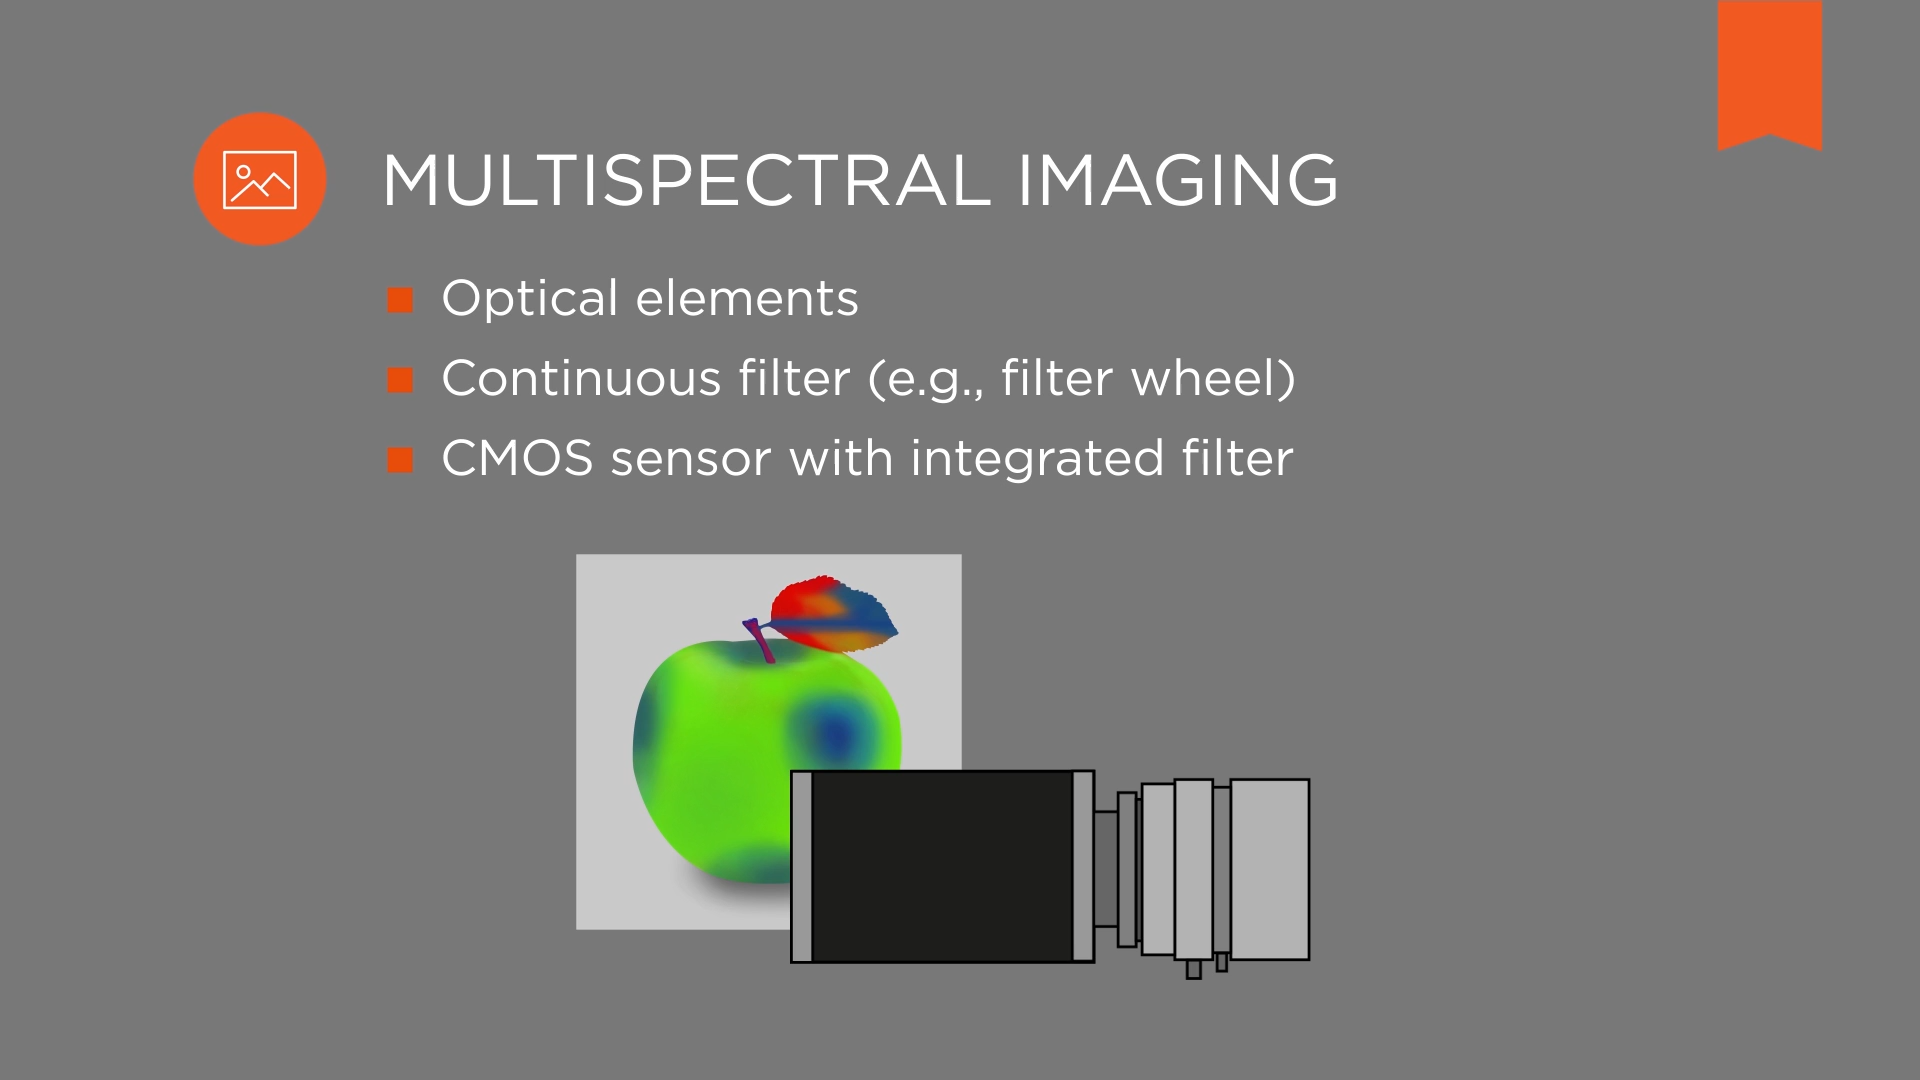 MULTISPECTRAL IMAGING
Optical elements
Continuous filter (e.g., filter wheel)
CMOS sensor with integrated filter